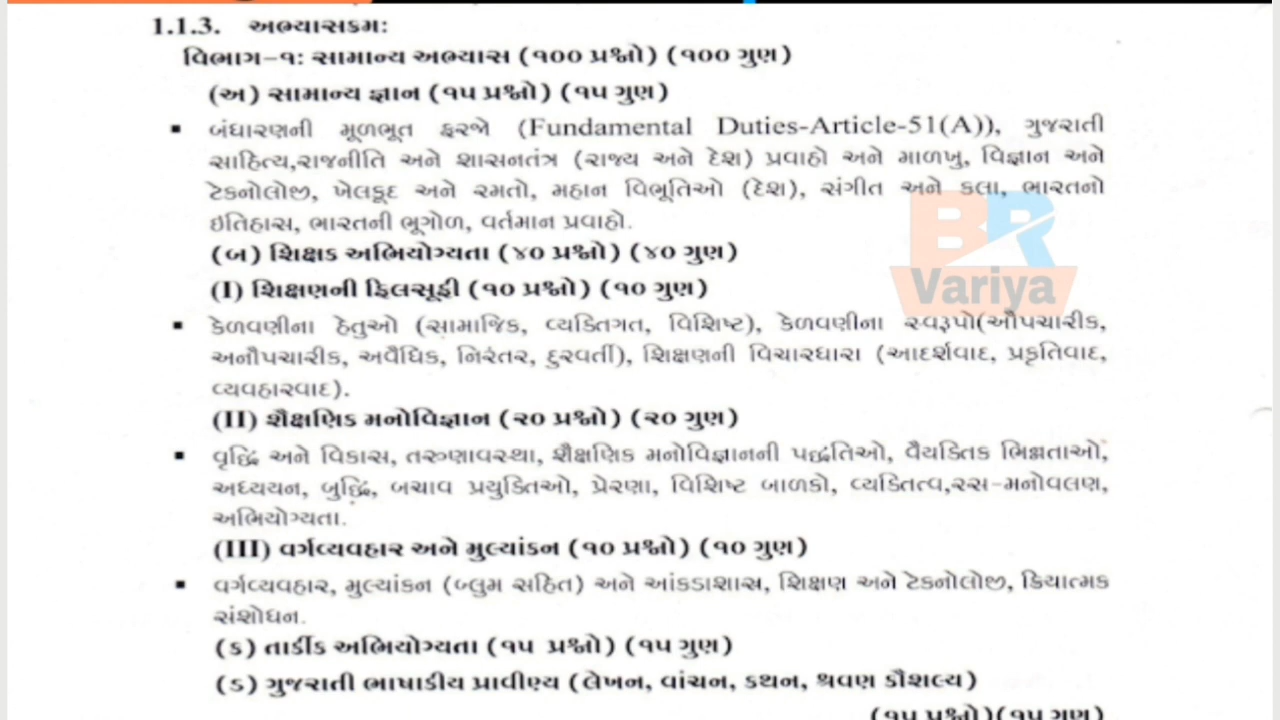 1.1.3. અભ્યાસક્રમ:
વિભાગ-૧: સામાન્ય અભ્યાસ (૧૦૦ પ્રશ્નો) (૧૦૦ ગુણ)
(અ) સામાન્ય જ્ઞાન (૧૫ પ્રશ્નો) (૧૫ ગુણ)
▪ બંધારણની મૂળભૂત ફરજો (Fundamental Duties-Article-51(A)), ગુજરાતી
સાહિત્ય,રાજનીતિ અને શાસનતંત્ર (રાજ્ય અને દેશ) પ્રવાહો અને માળખુ, વિજ્ઞાન અને
ટેકનોલોજી, ખેલકૂદ અને રમતો, મહાન વિભૂતિઓ (દેશ), સંગીત અને કલા, ભારતનો
ઇતિહાસ, ભારતની ભૂગોળ, વર્તમાન પ્રવાહો.
BR
Variya
(બ) શિક્ષક અભિયોગ્યતા (૪૦ પ્રશ્નો) (૪૦ ગુણ)
(I) શિક્ષણની ફિલસૂફી (૧૦ પ્રશ્નો) (૧૦ ગુણ)
▪ કેળવણીના હેતુઓ (સામાજિક, વ્યક્તિગત, વિશિષ્ટ), કેળવણીના સ્વરૂપો(ઔપચારીક,
અનૌપચારીક, અવૈધિક, નિરંતર, દુરવર્તી), શિક્ષણની વિચારધારા (આદર્શવાદ, પ્રકૃતિવાદ,
વ્યવહારવાદ).
(II) શૈક્ષણિક મનોવિજ્ઞાન (૨૦ પ્રશ્નો) (૨૦ ગુણ)
▪ વૃદ્ધિ અને વિકાસ, તરુણાવસ્થા, શૈક્ષણિક મનોવિજ્ઞાનની પદ્ધતિઓ, વૈયક્તિક ભિન્નતાઓ,
અધ્યયન, બુદ્ધિ, બચાવ પ્રયુક્તિઓ, પ્રેરણા, વિશિષ્ટ બાળકો, વ્યક્તિત્વ,રસ-મનોવલણ,
અભિયોગ્યતા.
(III) વર્ગવ્યવહાર અને મુલ્યાંકન (૧૦ પ્રશ્નો) (૧૦ ગુણ)
▪ વર્ગવ્યવહાર, મુલ્યાંકન (બ્લુમ સહિત) અને આંકડાશાસ, શિક્ષણ અને ટેકનોલોજી, ક્રિયાત્મક
સંશોધન.
(ક) તાર્કીક અભિયોગ્યતા (૧૫ પ્રશ્નો) (૧૫ ગુણ)
(ડ) ગુજરાતી ભાષાકીય પ્રાવીણ્ય (લેખન, વાંચન, કથન, શ્રવણ કૌશલ્ય)
(૧૫ પ્રશ્નો)(૧૫ ગુણ)